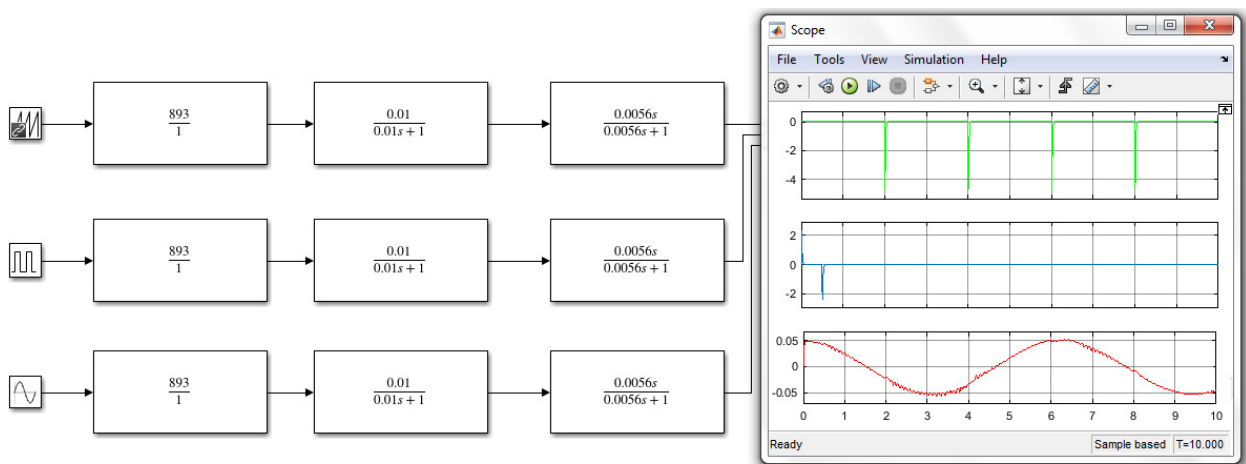 Scope
File Tools View Simulation Help
893
1
0.01
0.01s + 1
0.0056s
0.0056s + 1
893
1
0.01
0.01s + 1
0.0056s
0.0056s + 1
893
1
0.01
0.01s + 1
0.0056s
0.0056s + 1
0
-2
-4
2
0
-2
0.05
0
-0.05
0 1 2 3 4 5 6 7 8 9 10
Ready Sample based T=10.000